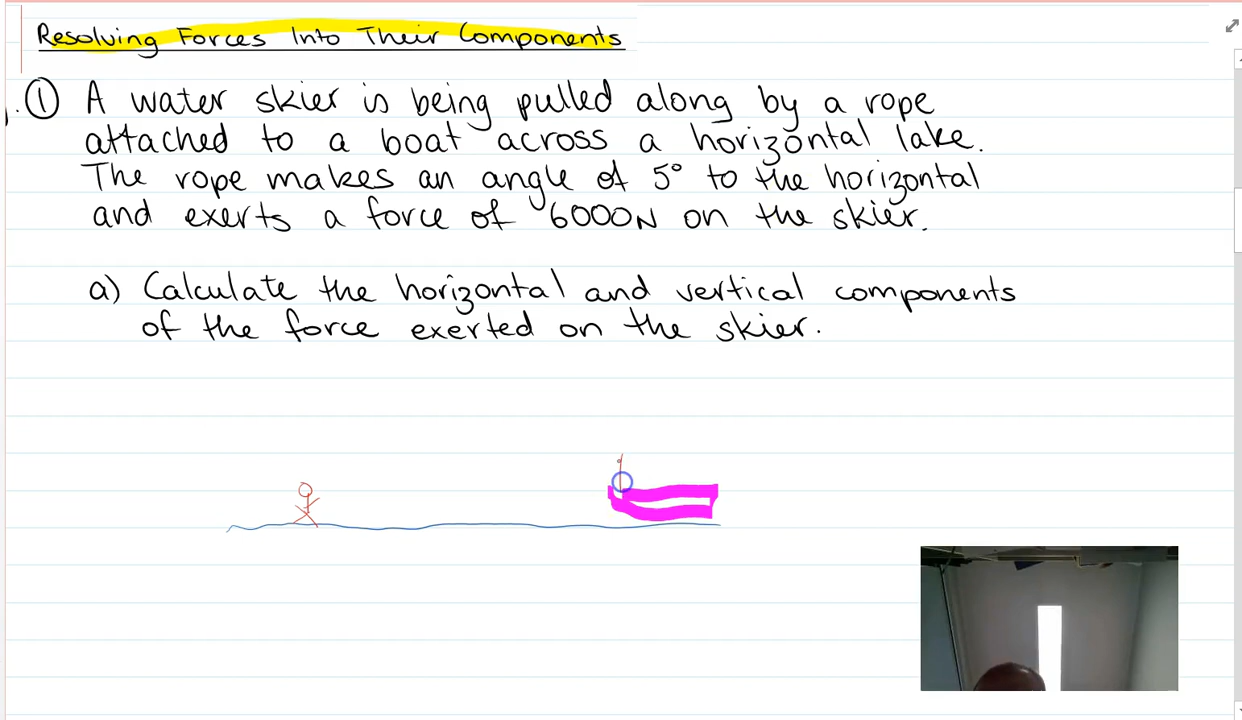 Resolving Forces Into Their Components
① A water skier is being pulled along by a rope
attached to a boat across a horizontal lake.
The rope makes an angle of 5° to the horizontal
and exerts a force of 6000N on the skier.
a) Calculate the horizontal and vertical components
of the force exerted on the skier.